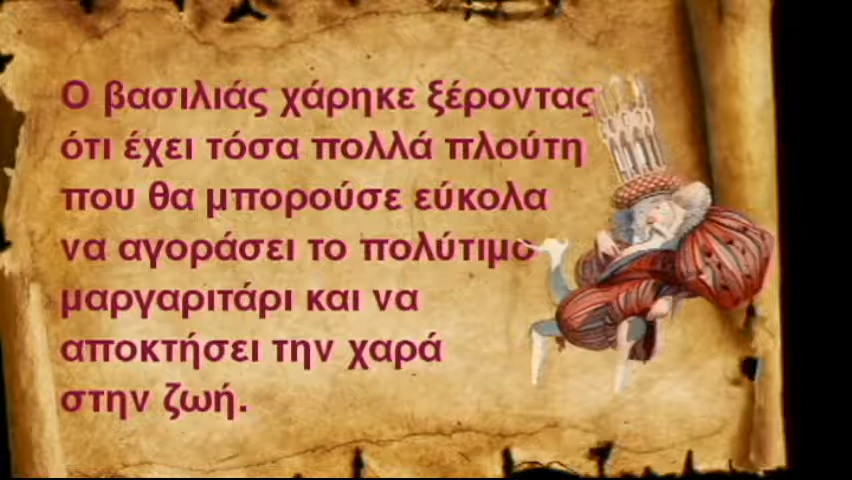 Ο βασιλιάς χάρηκε ξέροντας
ότι έχει τόσα πολλά πλούτη
που θα μπορούσε εύκολα
να αγοράσει το πολύτιμο
μαργαριτάρι και να
αποκτήσει την χαρά
στην ζωή.